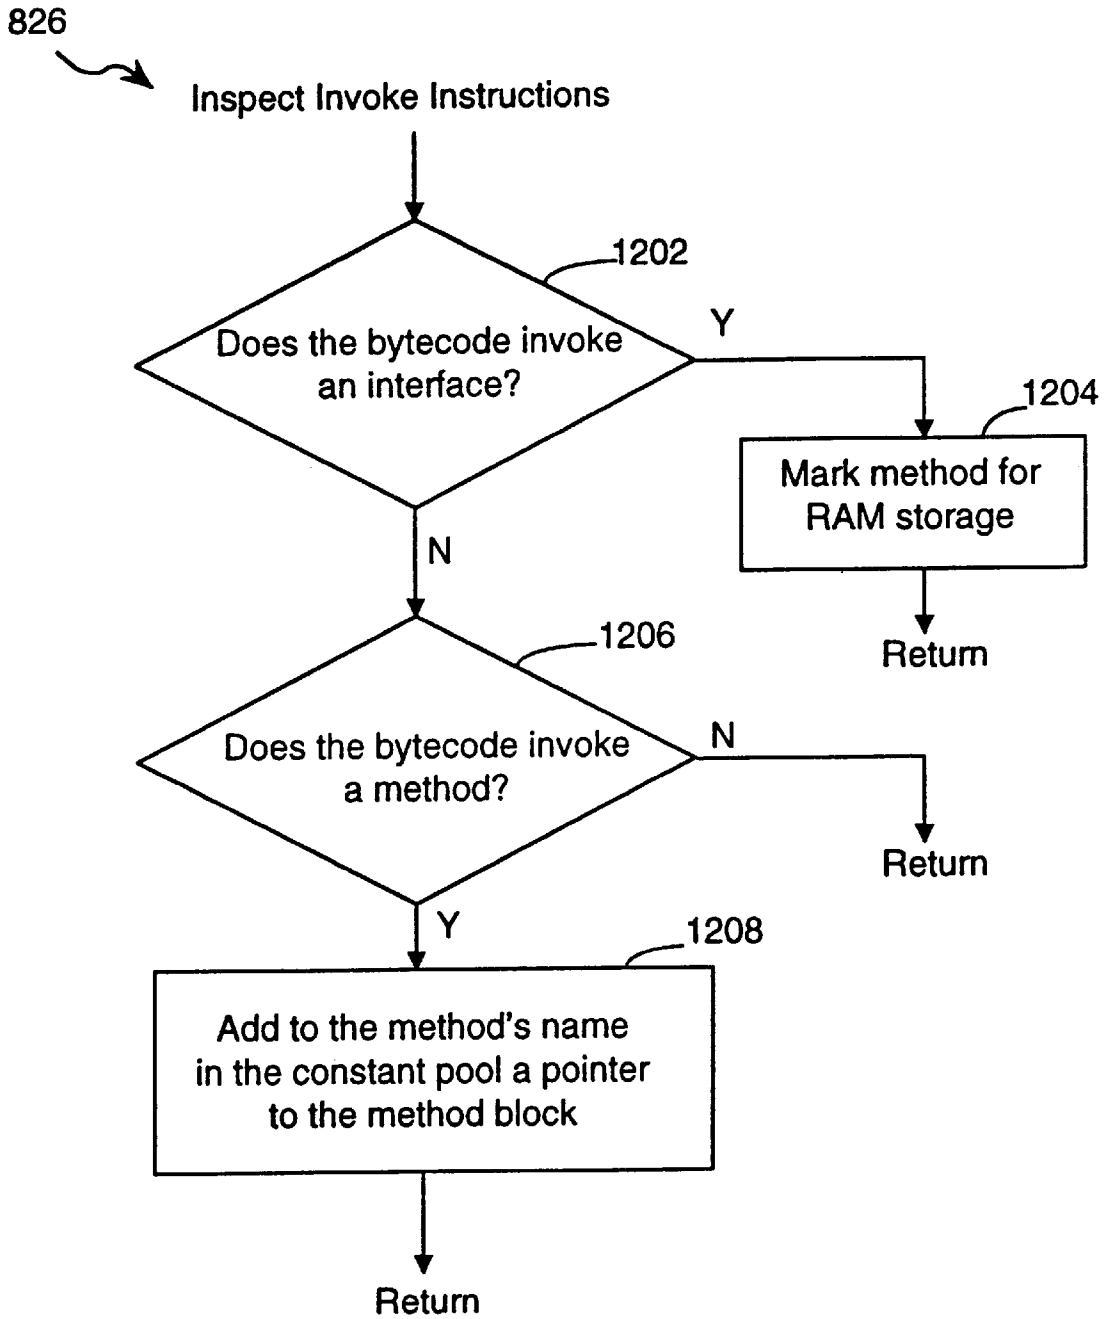 826
Inspect Invoke Instructions
1202
Does the bytecode invoke
an interface?
Y
1204
Mark method for
RAM storage
Return
N
1206
Does the bytecode invoke
a method?
N
Return
Y
1208
Add to the method's name
in the constant pool a pointer
to the method block
Return